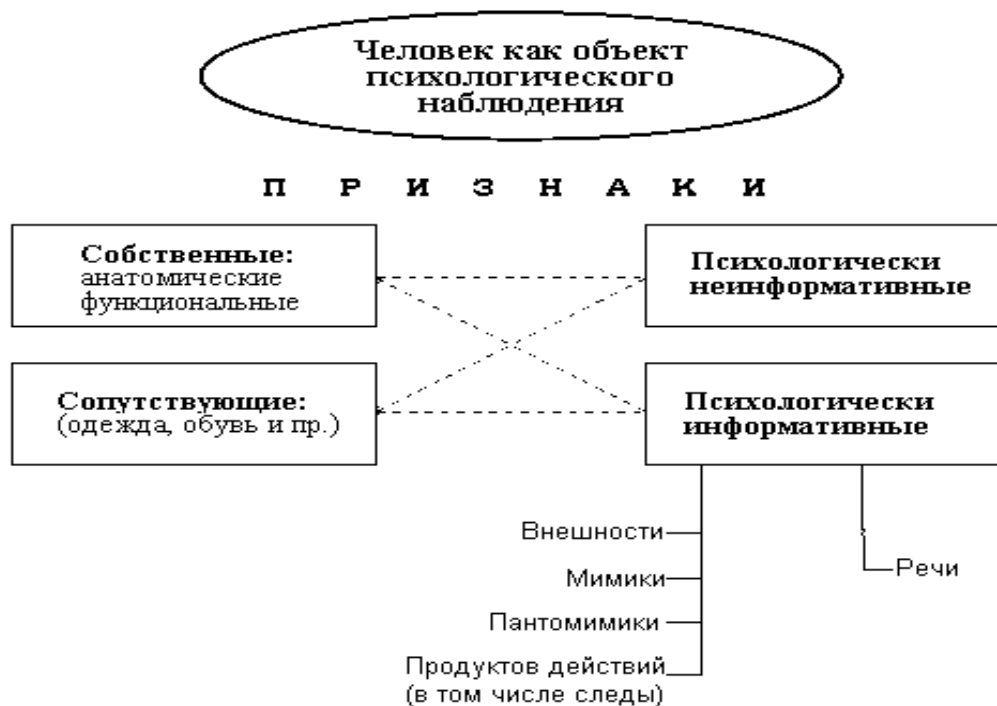 Человек как объект
психологического
наблюдения
П Р И З Н А К И
Собственные:
анатомические
функциональные
Психологически
неинформативные
Сопутствующие:
(одежда, обувь и пр.)
Психологически
информативные
Внешности
Мимики
Пантомимики
Продуктов действий
(в том числе следы)
Речи